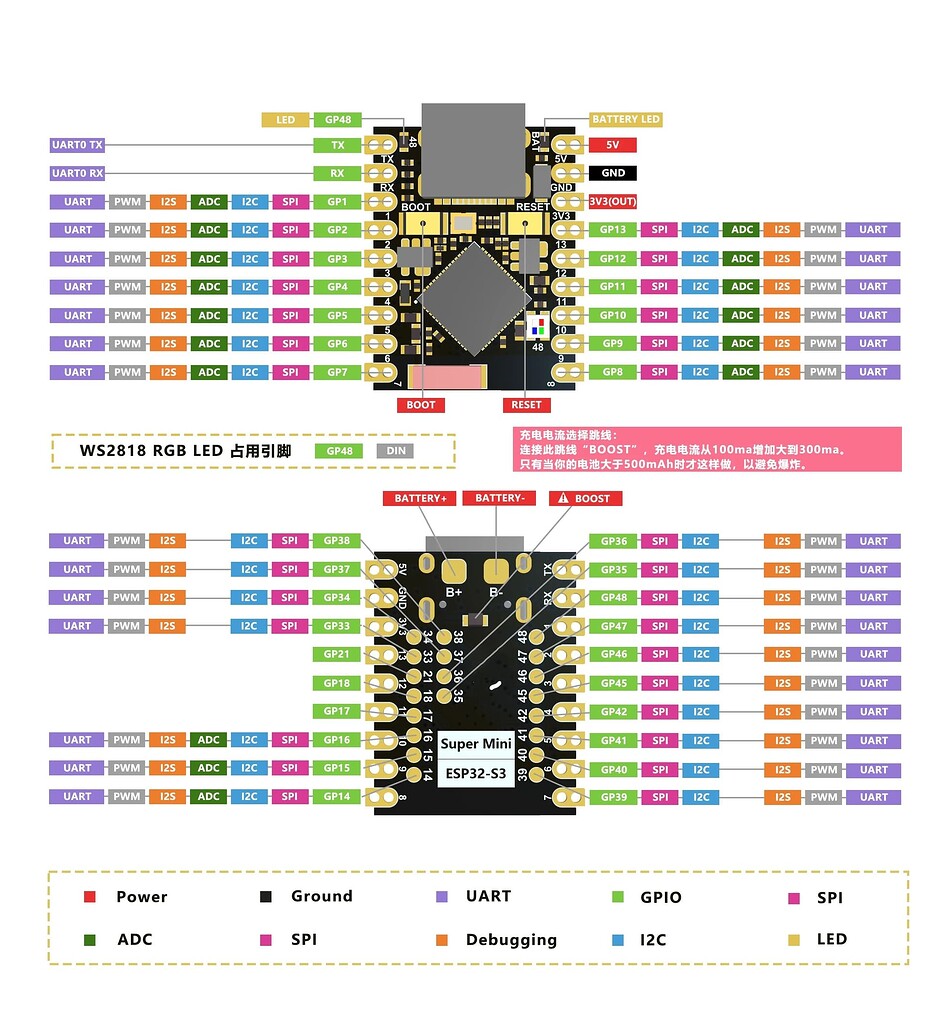 LED GP48 BATTERY LED
UART0 TX TX 48 BAT 5V
UART0 RX RX TX 5V GND
UART PWM I2S ADC I2C SPI GP1 RX GND 3V3(OUT)
BOOT RESET
UART PWM I2S ADC I2C SPI GP2 1 3V3 GP13 SPI I2C ADC I2S PWM UART
UART PWM I2S ADC I2C SPI GP3 2 13 GP12 SPI I2C ADC I2S PWM UART
UART PWM I2S ADC I2C SPI GP4 3 12 GP11 SPI I2C ADC I2S PWM UART
UART PWM I2S ADC I2C SPI GP5 4 11 GP10 SPI I2C ADC I2S PWM UART
UART PWM I2S ADC I2C SPI GP6 5 10 GP9 SPI I2C ADC I2S PWM UART
48
UART PWM I2S ADC I2C SPI GP7 6 9 GP8 SPI I2C ADC I2S PWM UART
7 8
BOOT RESET
WS2818 RGB LED 占用引脚 GP48 DIN
充电电流选择跳线：
连接此跳线“BOOST”，充电电流从100ma增加大到300ma。
只有当你的电池大于500mAh时才这样做，以避免爆炸。
BATTERY+ BATTERY- BOOST
UART PWM I2S I2C SPI GP38 GP36 SPI I2C I2S PWM UART
UART PWM I2S I2C SPI GP37 5V TX GP35 SPI I2C I2S PWM UART
B+ B-
UART PWM I2S I2C SPI GP34 GND RX GP48 SPI I2C I2S PWM UART
UART PWM I2S I2C SPI GP33 3V3 34 38 48 1 GP47 SPI I2C I2S PWM UART
GP21 13 33 37 47 2 GP46 SPI I2C I2S PWM UART
GP18 12 21 36 46 3 GP45 SPI I2C I2S PWM UART
18 35 45
GP17 11 17 42 4 GP42 SPI I2C I2S PWM UART
UART PWM I2S ADC I2C SPI GP16 10 16 41 5 GP41 SPI I2C I2S PWM UART
Super Mini
UART PWM I2S ADC I2C SPI GP15 9 15 40 6 GP40 SPI I2C I2S PWM UART
14 ESP32-S3 39
UART PWM I2S ADC I2C SPI GP14 8 7 GP39 SPI I2C I2S PWM UART
Power Ground UART GPIO SPI
ADC SPI Debugging I2C LED